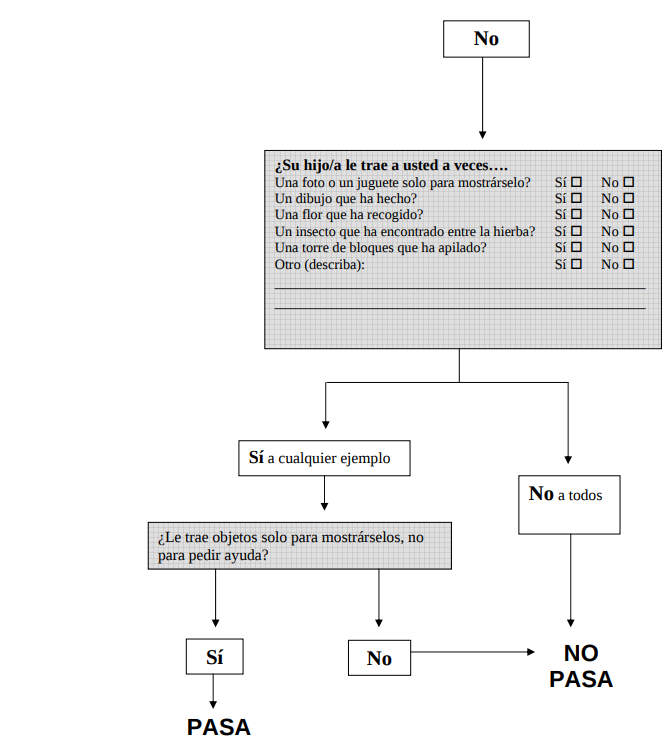 No
¿Su hijo/a le trae a usted a veces….
Una foto o un juguete solo para mostrárselo? Sí ☐ No ☐
Un dibujo que ha hecho? Sí ☐ No ☐
Una flor que ha recogido? Sí ☐ No ☐
Un insecto que ha encontrado entre la hierba? Sí ☐ No ☐
Una torre de bloques que ha apilado? Sí ☐ No ☐
Otro (describa): Sí ☐ No ☐
Sí a cualquier ejemplo
No a todos
¿Le trae objetos solo para mostrárselos, no
para pedir ayuda?
Sí
No
NO
PASA
PASA